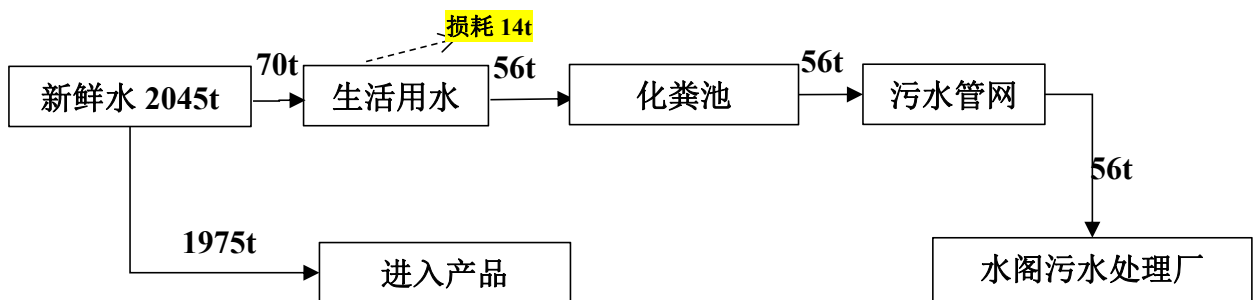 损耗 14t
70t
56t
56t
新鲜水 2045t
生活用水
化粪池
污水管网
56t
1975t
进入产品
水阁污水处理厂